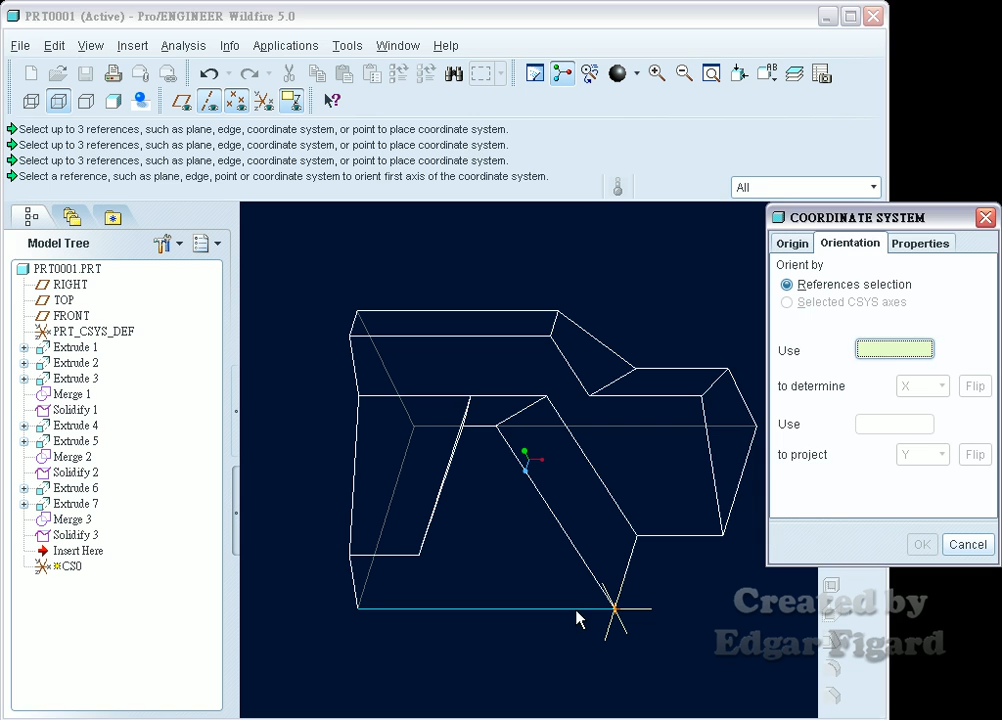 PRT0001 (Active) - Pro/ENGINEER Wildfire 5.0
File Edit View Insert Analysis Info Applications Tools Window Help
Select up to 3 references, such as plane, edge, coordinate system, or point to place coordinate system.
Select up to 3 references, such as plane, edge, coordinate system, or point to place coordinate system.
Select up to 3 references, such as plane, edge, coordinate system, or point to place coordinate system.
Select a reference, such as plane, edge, point or coordinate system to orient first axis of the coordinate system.
All
Model Tree
PRT0001.PRT
RIGHT
TOP
FRONT
PRT_CSYS_DEF
Extrude 1
Extrude 2
Extrude 3
Merge 1
Solidify 1
Extrude 4
Extrude 5
Merge 2
Solidify 2
Extrude 6
Extrude 7
Merge 3
Solidify 3
Insert Here
CS0
COORDINATE SYSTEM
Origin Orientation Properties
Orient by
References selection
Selected CSYS axes
Use
to determine X Flip
Use
to project Y Flip
OK Cancel
Created by
Edgar Figard